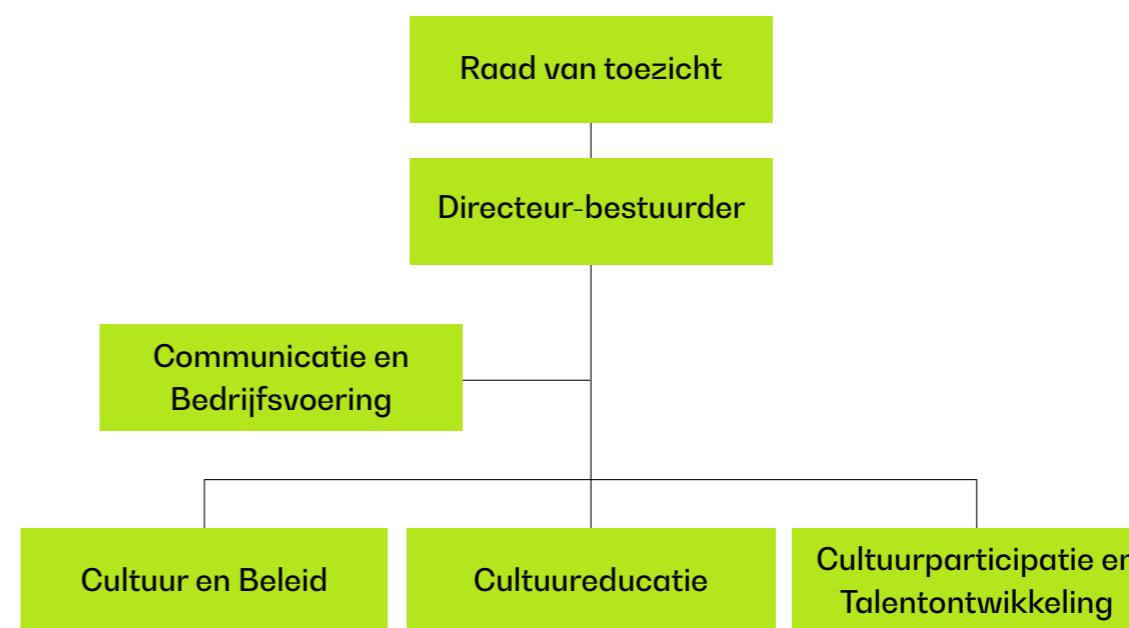 Raad van toezicht
Directeur-bestuurder
Communicatie en
Bedrijfsvoering
Cultuur en Beleid
Cultuureducatie
Cultuurparticipatie en
Talentontwikkeling